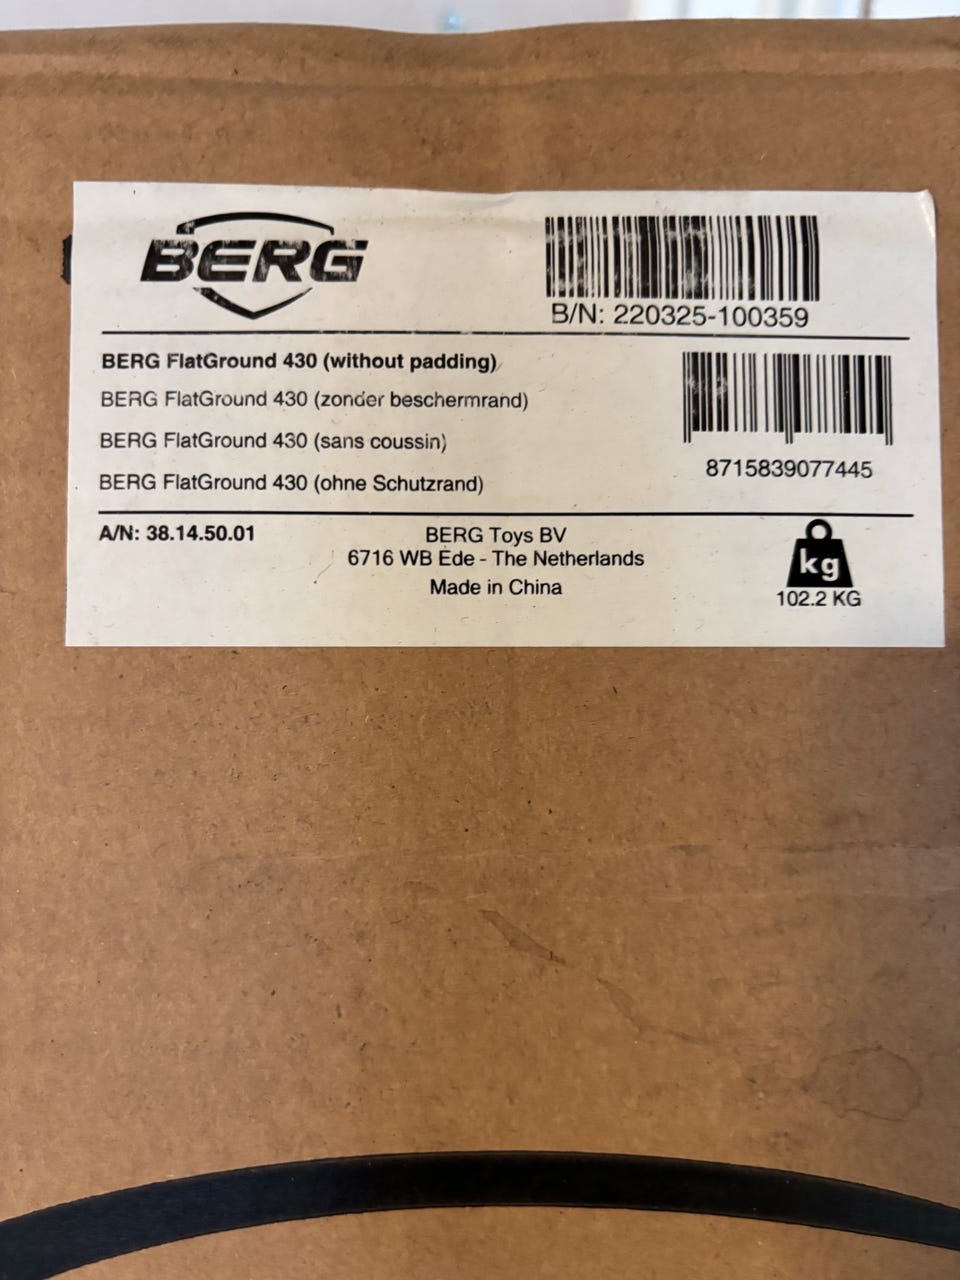 BERG
B/N: 220325-100359
BERG FlatGround 430 (without padding)
BERG FlatGround 430 (zonder beschermrand)
BERG FlatGround 430 (sans coussin)
BERG FlatGround 430 (ohne Schutzrand)
8715839077445
A/N: 38.14.50.01
BERG Toys BV
6716 WB Ede - The Netherlands
Made in China
kg
102.2 KG